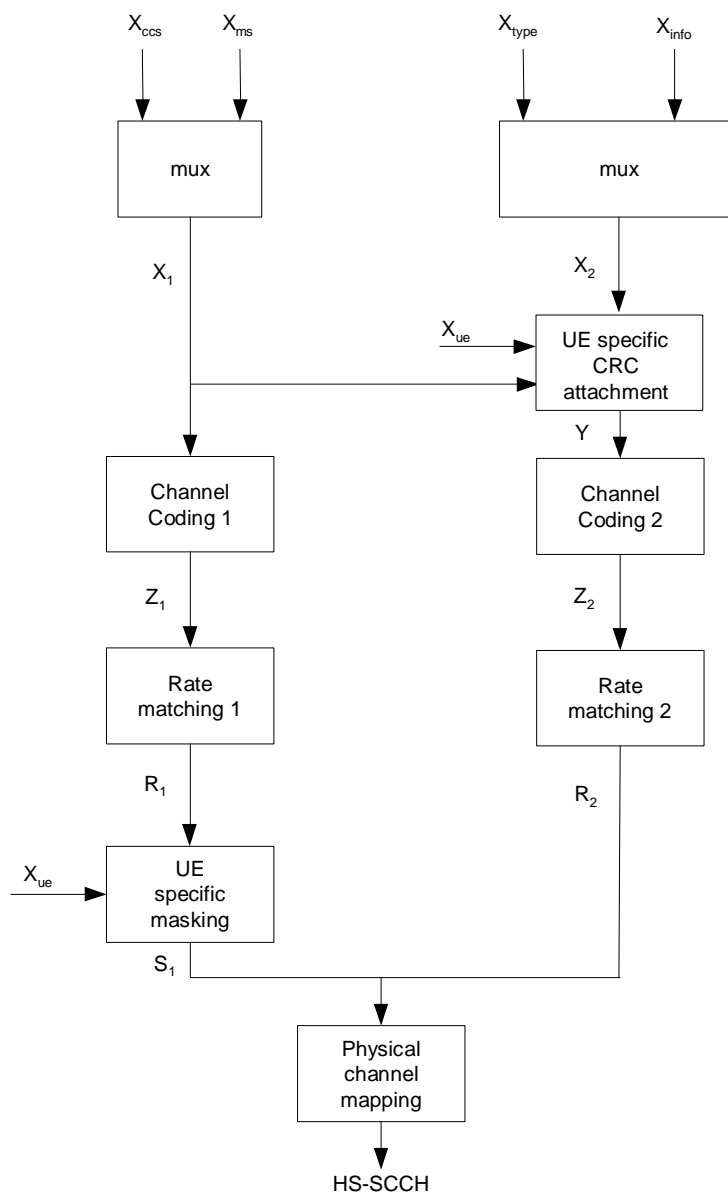 Xccs Xms Xtype Xinfo
mux mux
X1 X2
Xue
UE specific
CRC
attachment
Y
Channel
Coding 1
Channel
Coding 2
Z1 Z2
Rate
matching 1
Rate
matching 2
R1 R2
Xue
UE
specific
masking
S1
Physical
channel
mapping
HS-SCCH